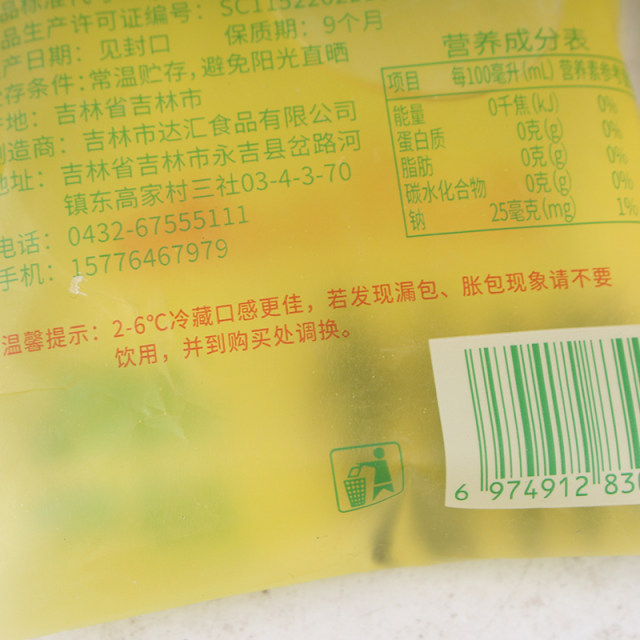 品标准代号
品生产许可证编号：SC11522022
产日期：见封口 保质期：9个月
存条件：常温贮存，避免阳光直晒
地：吉林省吉林市
造商：吉林市达汇食品有限公司
地址：吉林省吉林市永吉县岔路河
镇东高家村三社03-4-3-70
电话：0432-67555111
手机：15776467979
营养成分表
项目 每100毫升(mL) 营养素参考
能量 0千焦(kJ) 0%
蛋白质 0克(g) 0%
脂肪 0克(g) 0%
碳水化合物 0克(g) 0%
钠 25毫克(mg) 1%
温馨提示：2-6℃冷藏口感更佳，若发现漏包、胀包现象请不要
饮用，并到购买处调换。
6 974912 830